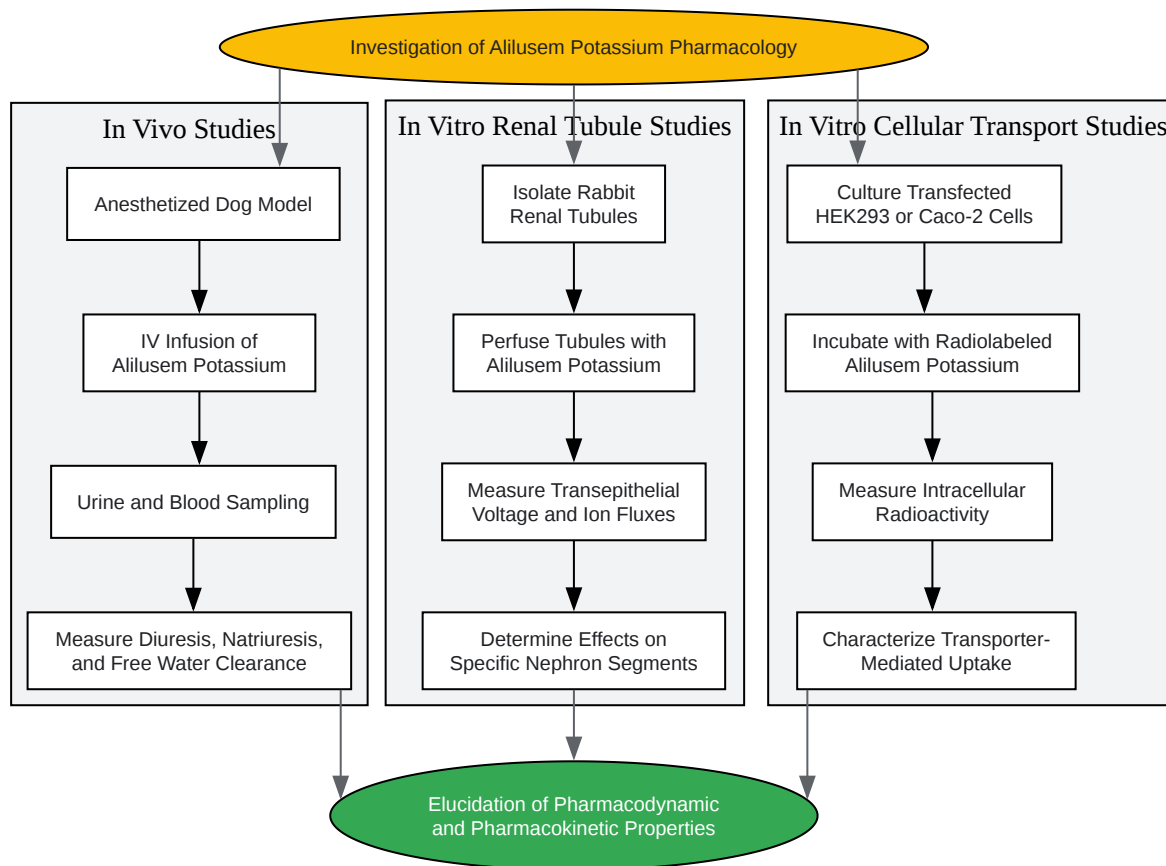 Investigation of Alilusem Potassium Pharmacology
In Vivo Studies
Anesthetized Dog Model
IV Infusion of
Alilusem Potassium
Urine and Blood Sampling
Measure Diuresis, Natriuresis,
and Free Water Clearance
In Vitro Renal Tubule Studies
Isolate Rabbit
Renal Tubules
Perfuse Tubules with
Alilusem Potassium
Measure Transepithelial
Voltage and Ion Fluxes
Determine Effects on
Specific Nephron Segments
In Vitro Cellular Transport Studies
Culture Transfected
HEK293 or Caco-2 Cells
Incubate with Radiolabeled
Alilusem Potassium
Measure Intracellular
Radioactivity
Characterize Transporter-
Mediated Uptake
Elucidation of Pharmacodynamic
and Pharmacokinetic Properties